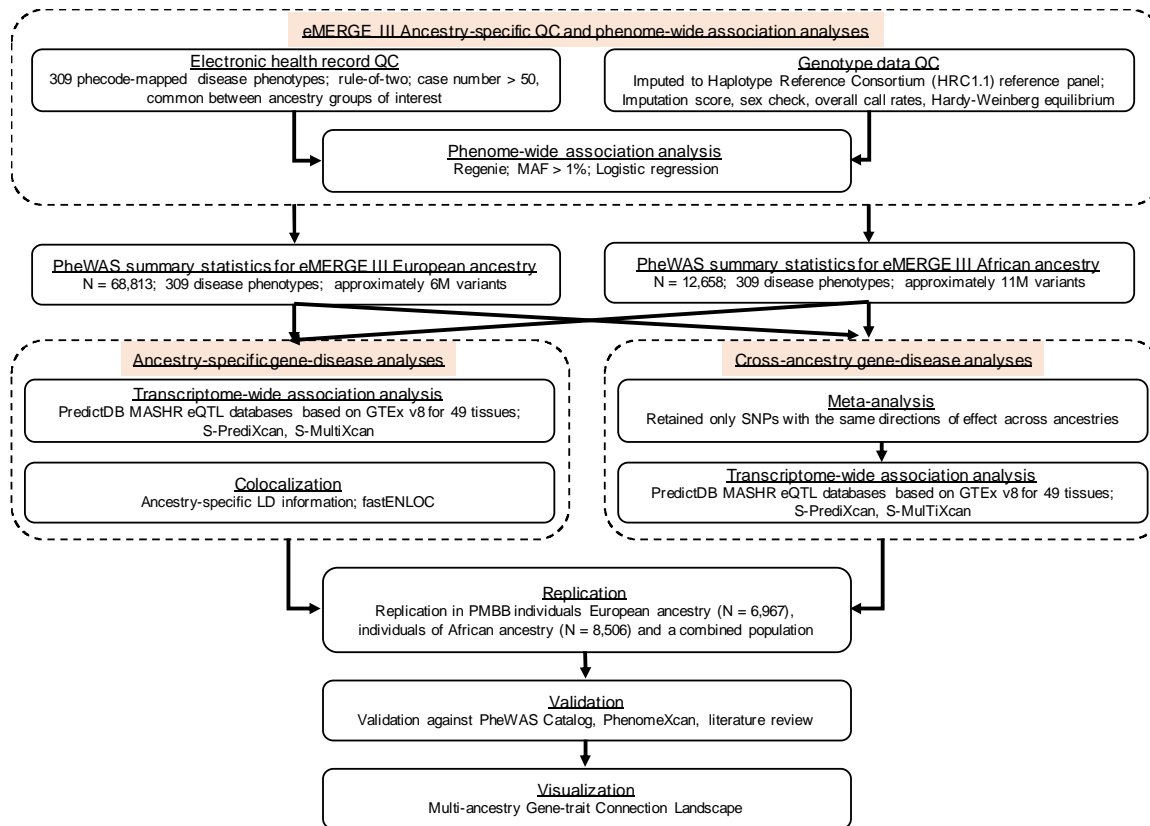 eMERGE III Ancestry-specific QC and phenome-wide association analyses
Electronic health record QC
309 phecode-mapped disease phenotypes; rule-of-two; case number > 50,
common between ancestry groups of interest
Genotype data QC
Imputed to Haplotype Reference Consortium (HRC1.1) reference panel;
Imputation score, sex check, overall call rates, Hardy-Weinberg equilibrium
Phenome-wide association analysis
Regenie; MAF > 1%; Logistic regression
PheWAS summary statistics for eMERGE III European ancestry
N = 68,813; 309 disease phenotypes; approximately 6M variants
PheWAS summary statistics for eMERGE III African ancestry
N = 12,658; 309 disease phenotypes; approximately 11M variants
Ancestry-specific gene-disease analyses
Transcriptome-wide association analysis
PredictDB MASHR eQTL databases based on GTEx v8 for 49 tissues;
S-PrediXcan, S-MultiXcan
Colocalization
Ancestry-specific LD information; fastENLOC
Cross-ancestry gene-disease analyses
Meta-analysis
Retained only SNPs with the same directions of effect across ancestries
Transcriptome-wide association analysis
PredictDB MASHR eQTL databases based on GTEx v8 for 49 tissues;
S-PrediXcan, S-MulTiXcan
Replication
Replication in PMBB individuals European ancestry (N = 6,967),
individuals of African ancestry (N = 8,506) and a combined population
Validation
Validation against PheWAS Catalog, PhenomeXcan, literature review
Visualization
Multi-ancestry Gene-trait Connection Landscape